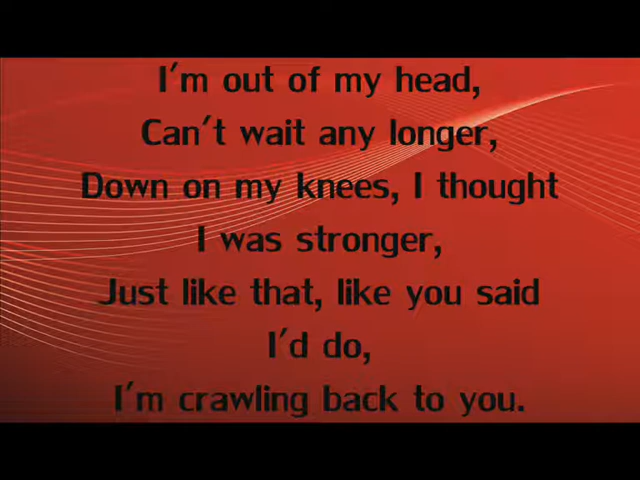 I'm out of my head,
Can't wait any longer,
Down on my knees, I thought
I was stronger,
Just like that, like you said
I'd do,
I'm crawling back to you.